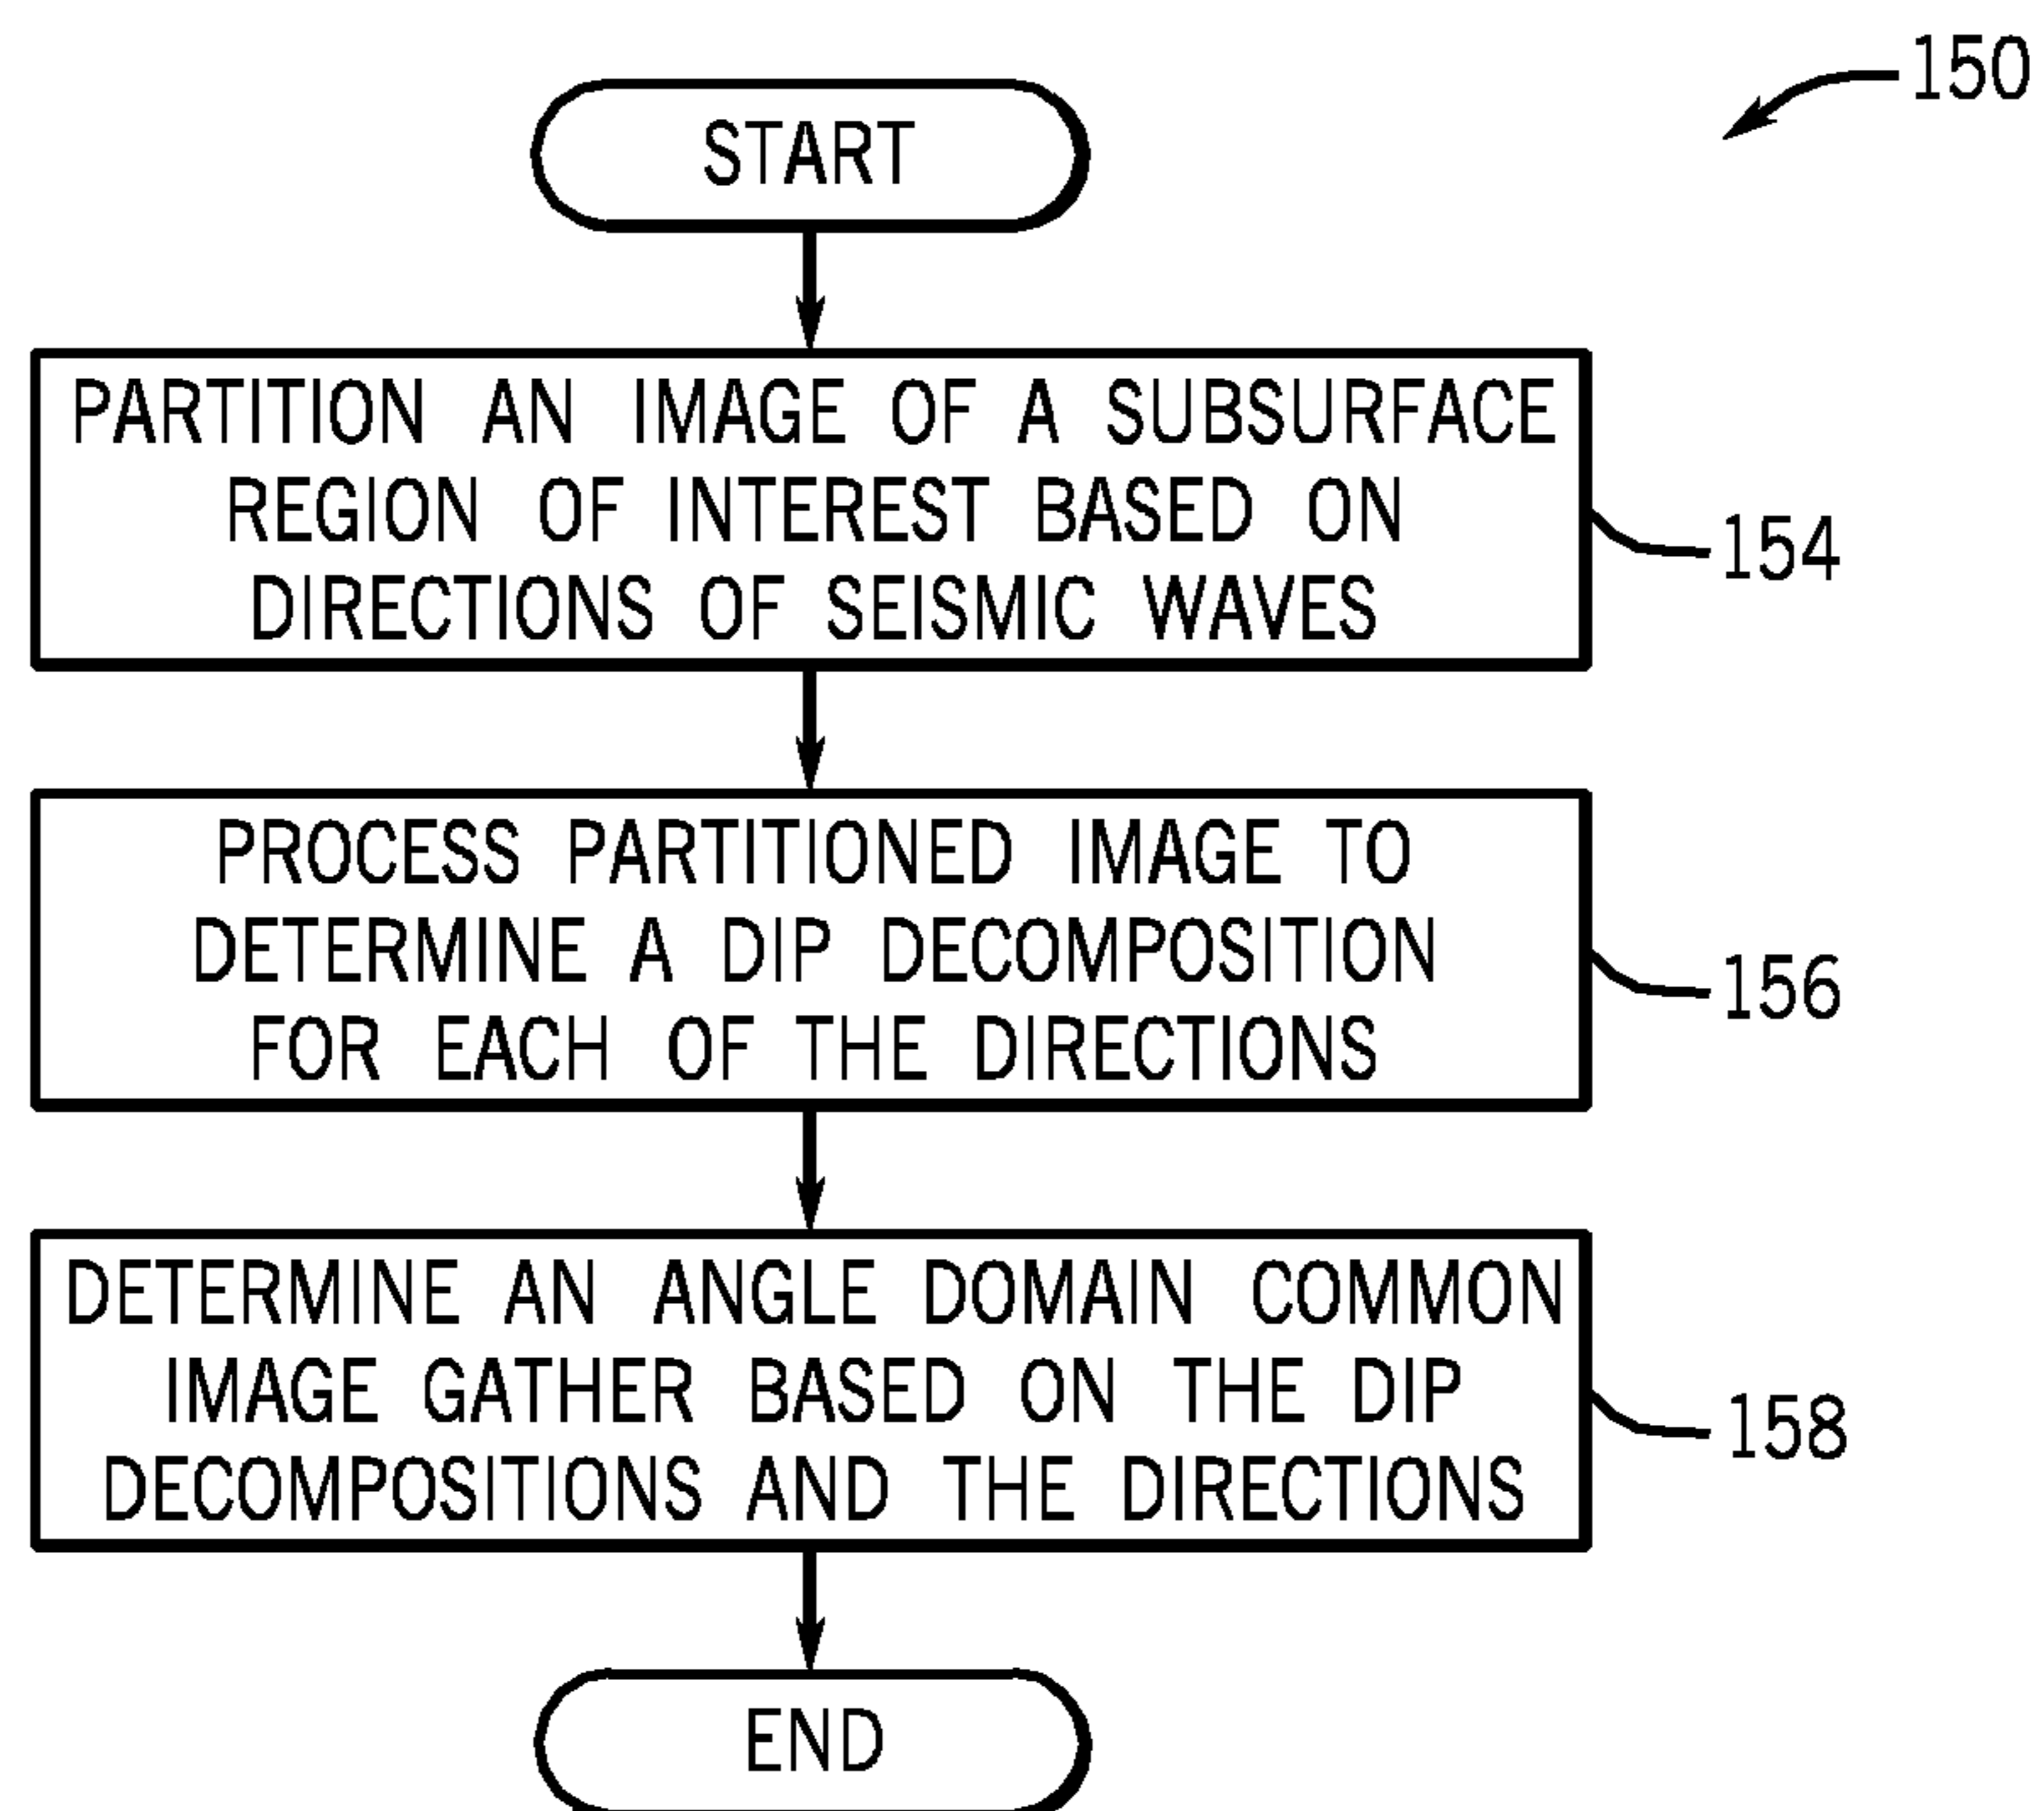 150
START
PARTITION AN IMAGE OF A SUBSURFACE
REGION OF INTEREST BASED ON
DIRECTIONS OF SEISMIC WAVES
154
PROCESS PARTITIONED IMAGE TO
DETERMINE A DIP DECOMPOSITION
FOR EACH OF THE DIRECTIONS
156
DETERMINE AN ANGLE DOMAIN COMMON
IMAGE GATHER BASED ON THE DIP
DECOMPOSITIONS AND THE DIRECTIONS
158
END